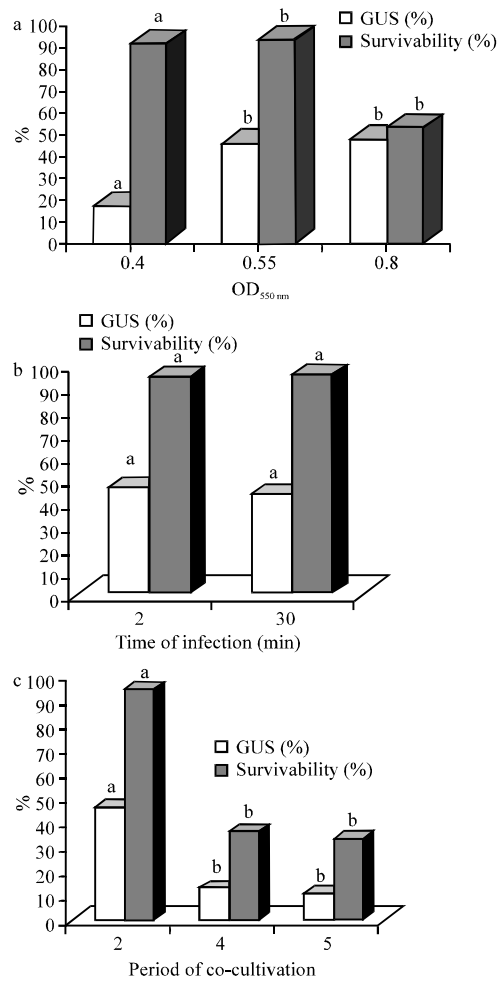 a
GUS (%)
Survivability (%)
100
90
80
70
60
50
40
30
20
10
0
%
a a
b b
b b
0.4 0.55 0.8
OD550 nm
GUS (%)
Survivability (%)
b
100
90
80
70
60
50
40
30
20
10
0
%
a a
a a
2 30
Time of infection (min)
c
100
90
80
70
60
50
40
30
20
10
0
%
GUS (%)
Survivability (%)
a a
b b
b b
2 4 5
Period of co-cultivation